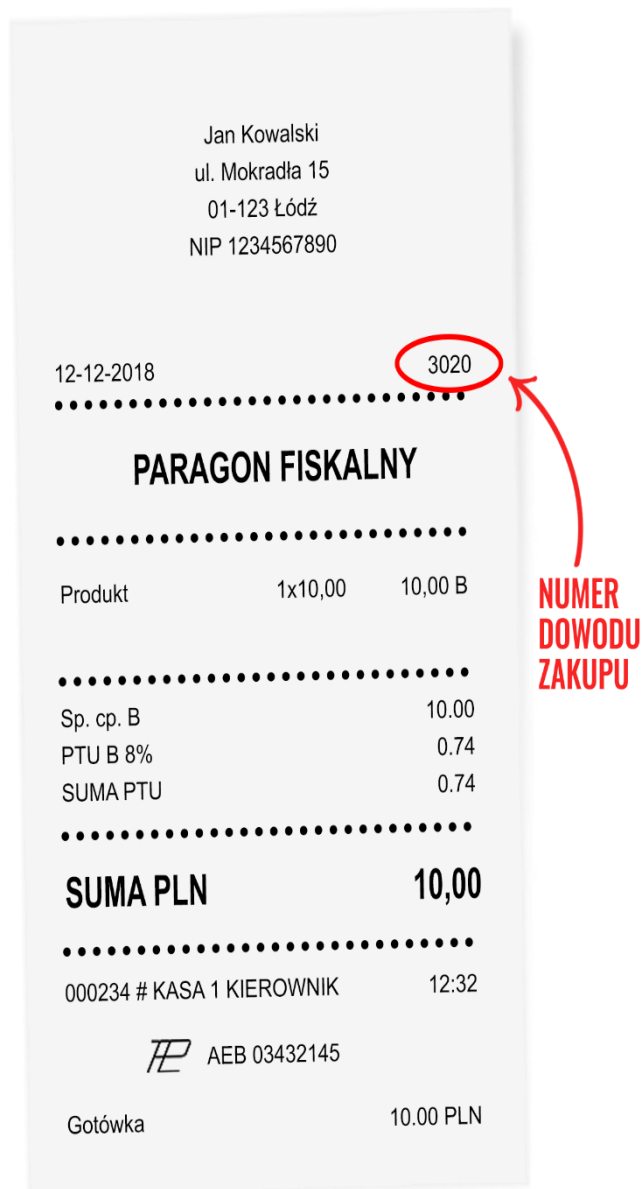 Jan Kowalski
ul. Mokradła 15
01-123 Łódź
NIP 1234567890
12-12-2018 3020
PARAGON FISKALNY
Produkt 1x10,00 10,00 B
NUMER
DOWODU
ZAKUPU
Sp. cp. B 10.00
PTU B 8% 0.74
SUMA PTU 0.74
SUMA PLN 10,00
000234 # KASA 1 KIEROWNIK 12:32
AEB 03432145
Gotówka 10.00 PLN